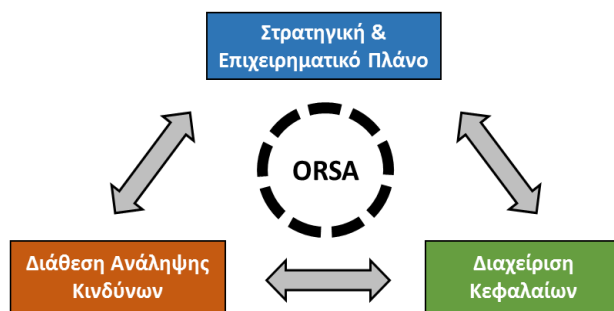 Στρατηγική &
Επιχειρηματικό Πλάνο
ORSA
Διάθεση Ανάληψης
Κινδύνων
Διαχείριση
Κεφαλαίων